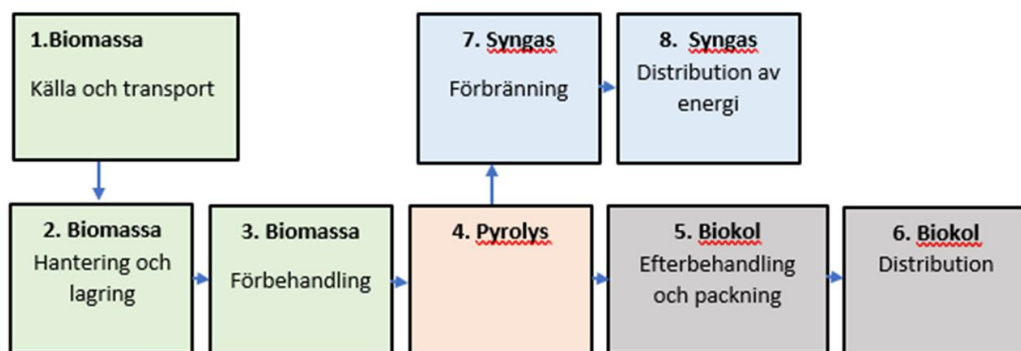 1.Biomassa
Källa och transport
7. Syngas
Förbränning
8. Syngas
Distribution av
energi
2. Biomassa
Hantering och
lagring
3. Biomassa
Förbehandling
4. Pyrolys
5. Biokol
Efterbehandling
och packning
6. Biokol
Distribution